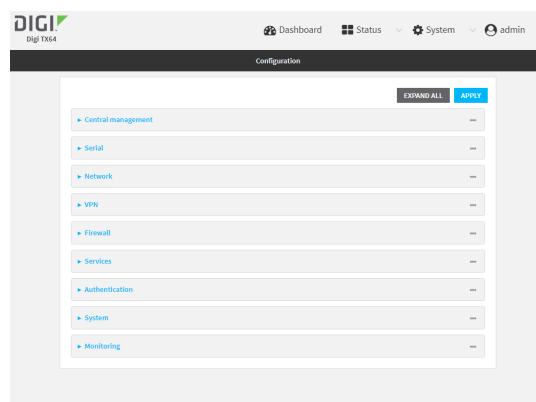 DIGI
Digi TX64
Dashboard Status System admin
Configuration
EXPAND ALL APPLY
Central management
Serial
Network
VPN
Firewall
Services
Authentication
System
Monitoring